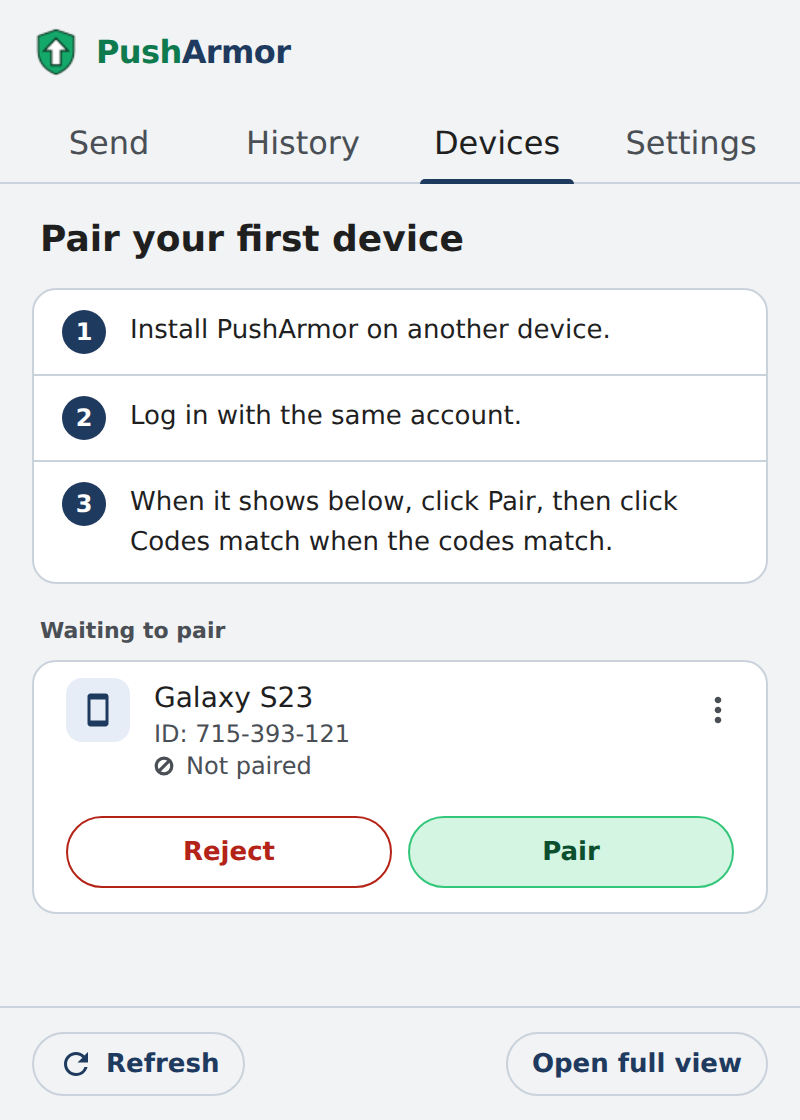 PushArmor
Send History Devices Settings
Pair your first device
1 Install PushArmor on another device.
2 Log in with the same account.
3 When it shows below, click Pair, then click
Codes match when the codes match.
Waiting to pair
Galaxy S23
ID: 715-393-121
Not paired
Reject Pair
Refresh Open full view